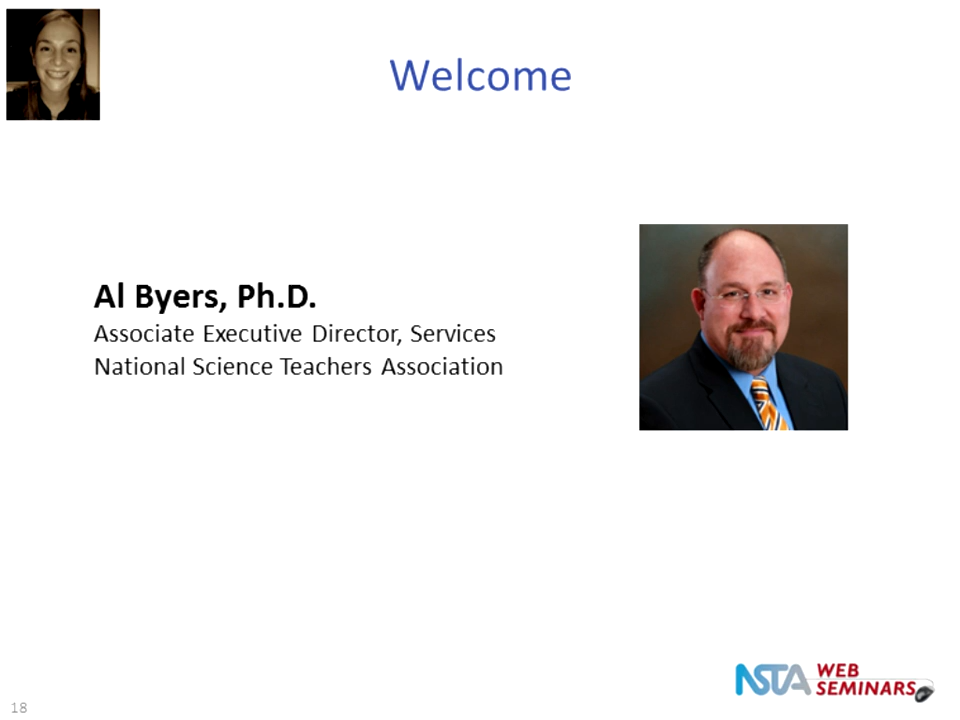 Welcome
Al Byers, Ph.D.
Associate Executive Director, Services
National Science Teachers Association
NSTA WEB
SEMINARS
18